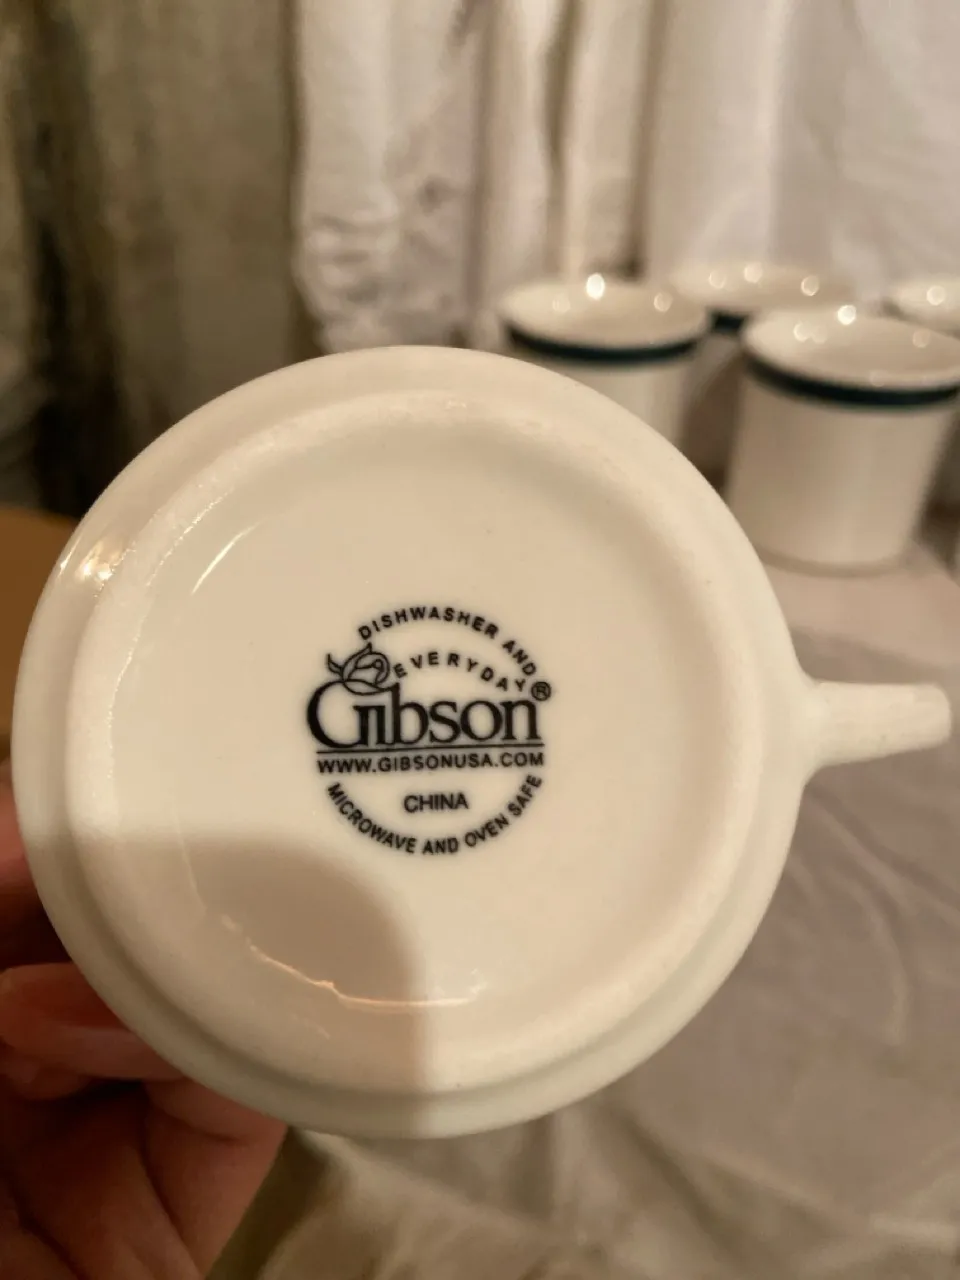 DISHWASHER AND
EVERYDAY
Gibson®
WWW.GIBSONUSA.COM
CHINA
MICROWAVE AND OVEN SAFE